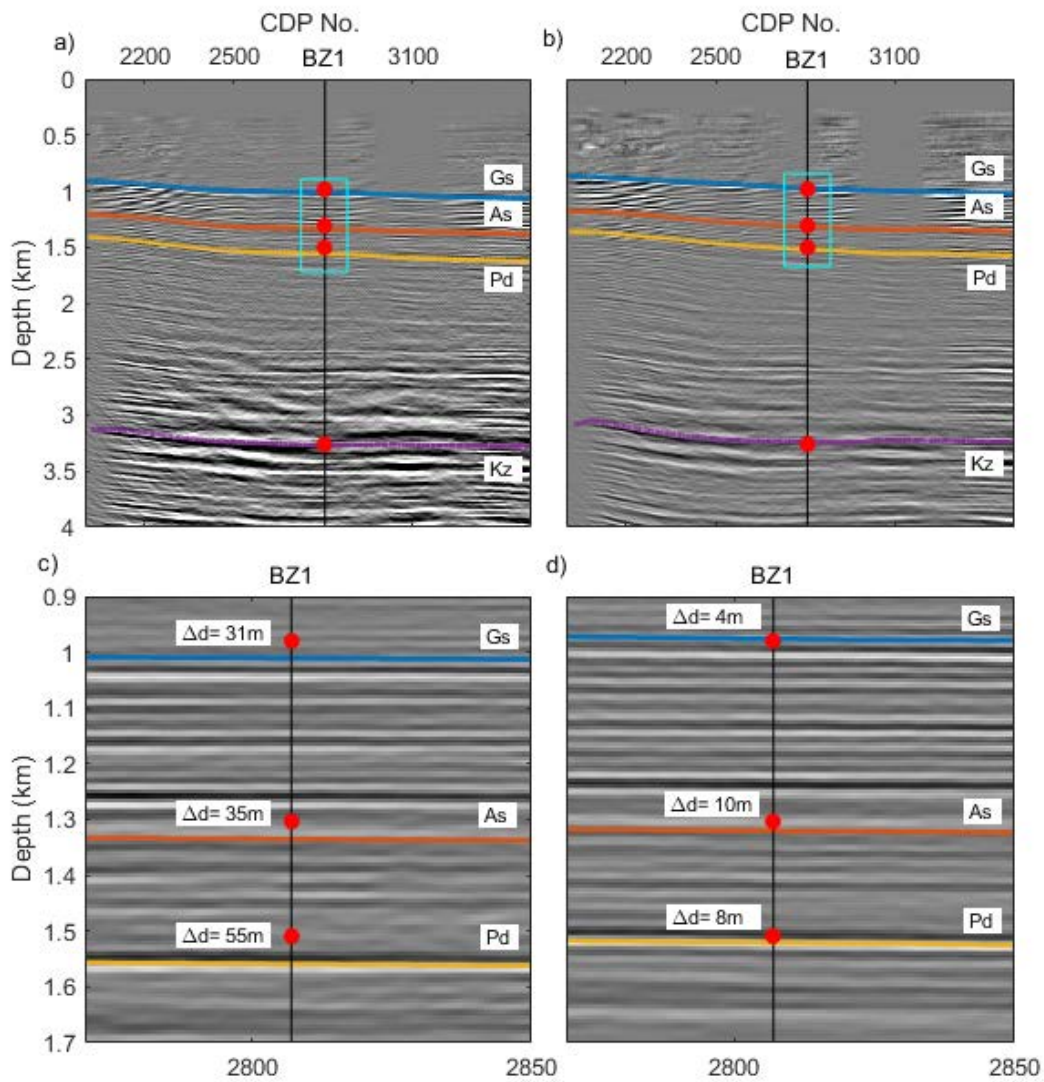 CDP No.
CDP No.
a)
b)
2200 2500 BZ1 3100
2200 2500 BZ1 3100
0
0.5
1
1.5
2
2.5
3
3.5
4
Depth (km)
Gs
As
Pd
Kz
Gs
As
Pd
Kz
c)
d)
BZ1
BZ1
0.9
1
1.1
1.2
1.3
1.4
1.5
1.6
1.7
Depth (km)
Δd= 31m
Gs
Δd= 35m
As
Δd= 55m
Pd
2800 2850
Δd= 4m
Gs
Δd= 10m
As
Δd= 8m
Pd
2800 2850